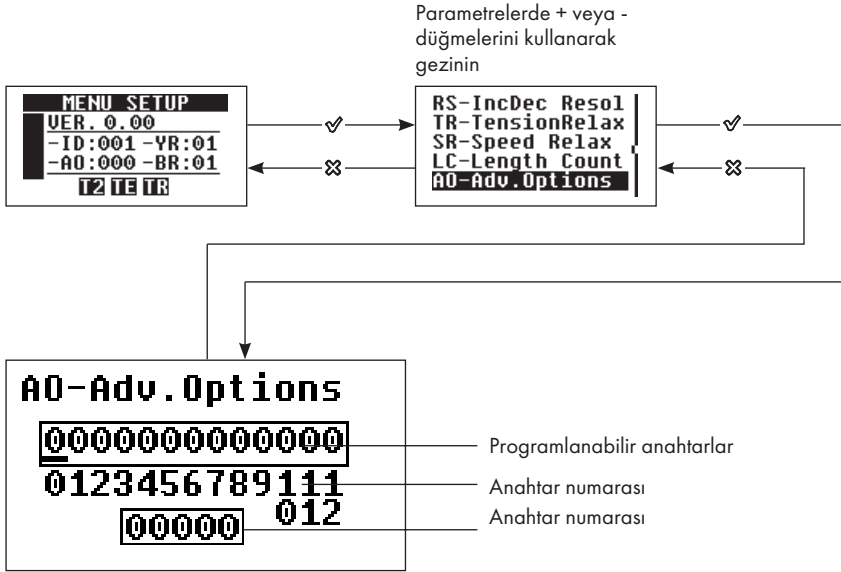 Parametrelerde + veya -
düğmelerini kullanarak
gezinin
MENU SETUP
VER. 0.00
-ID:001 -YR:01
-AO:000 -BR:01
T2 TE TR
RS-IncDec Resol
TR-TensionRelax
SR-Speed Relax
LC-Length Count
AO-Adv.Options
AO-Adv.Options
0000000000000
Programlanabilir anahtarlar
0123456789111
Anahtar numarası
012
00000
Anahtar numarası